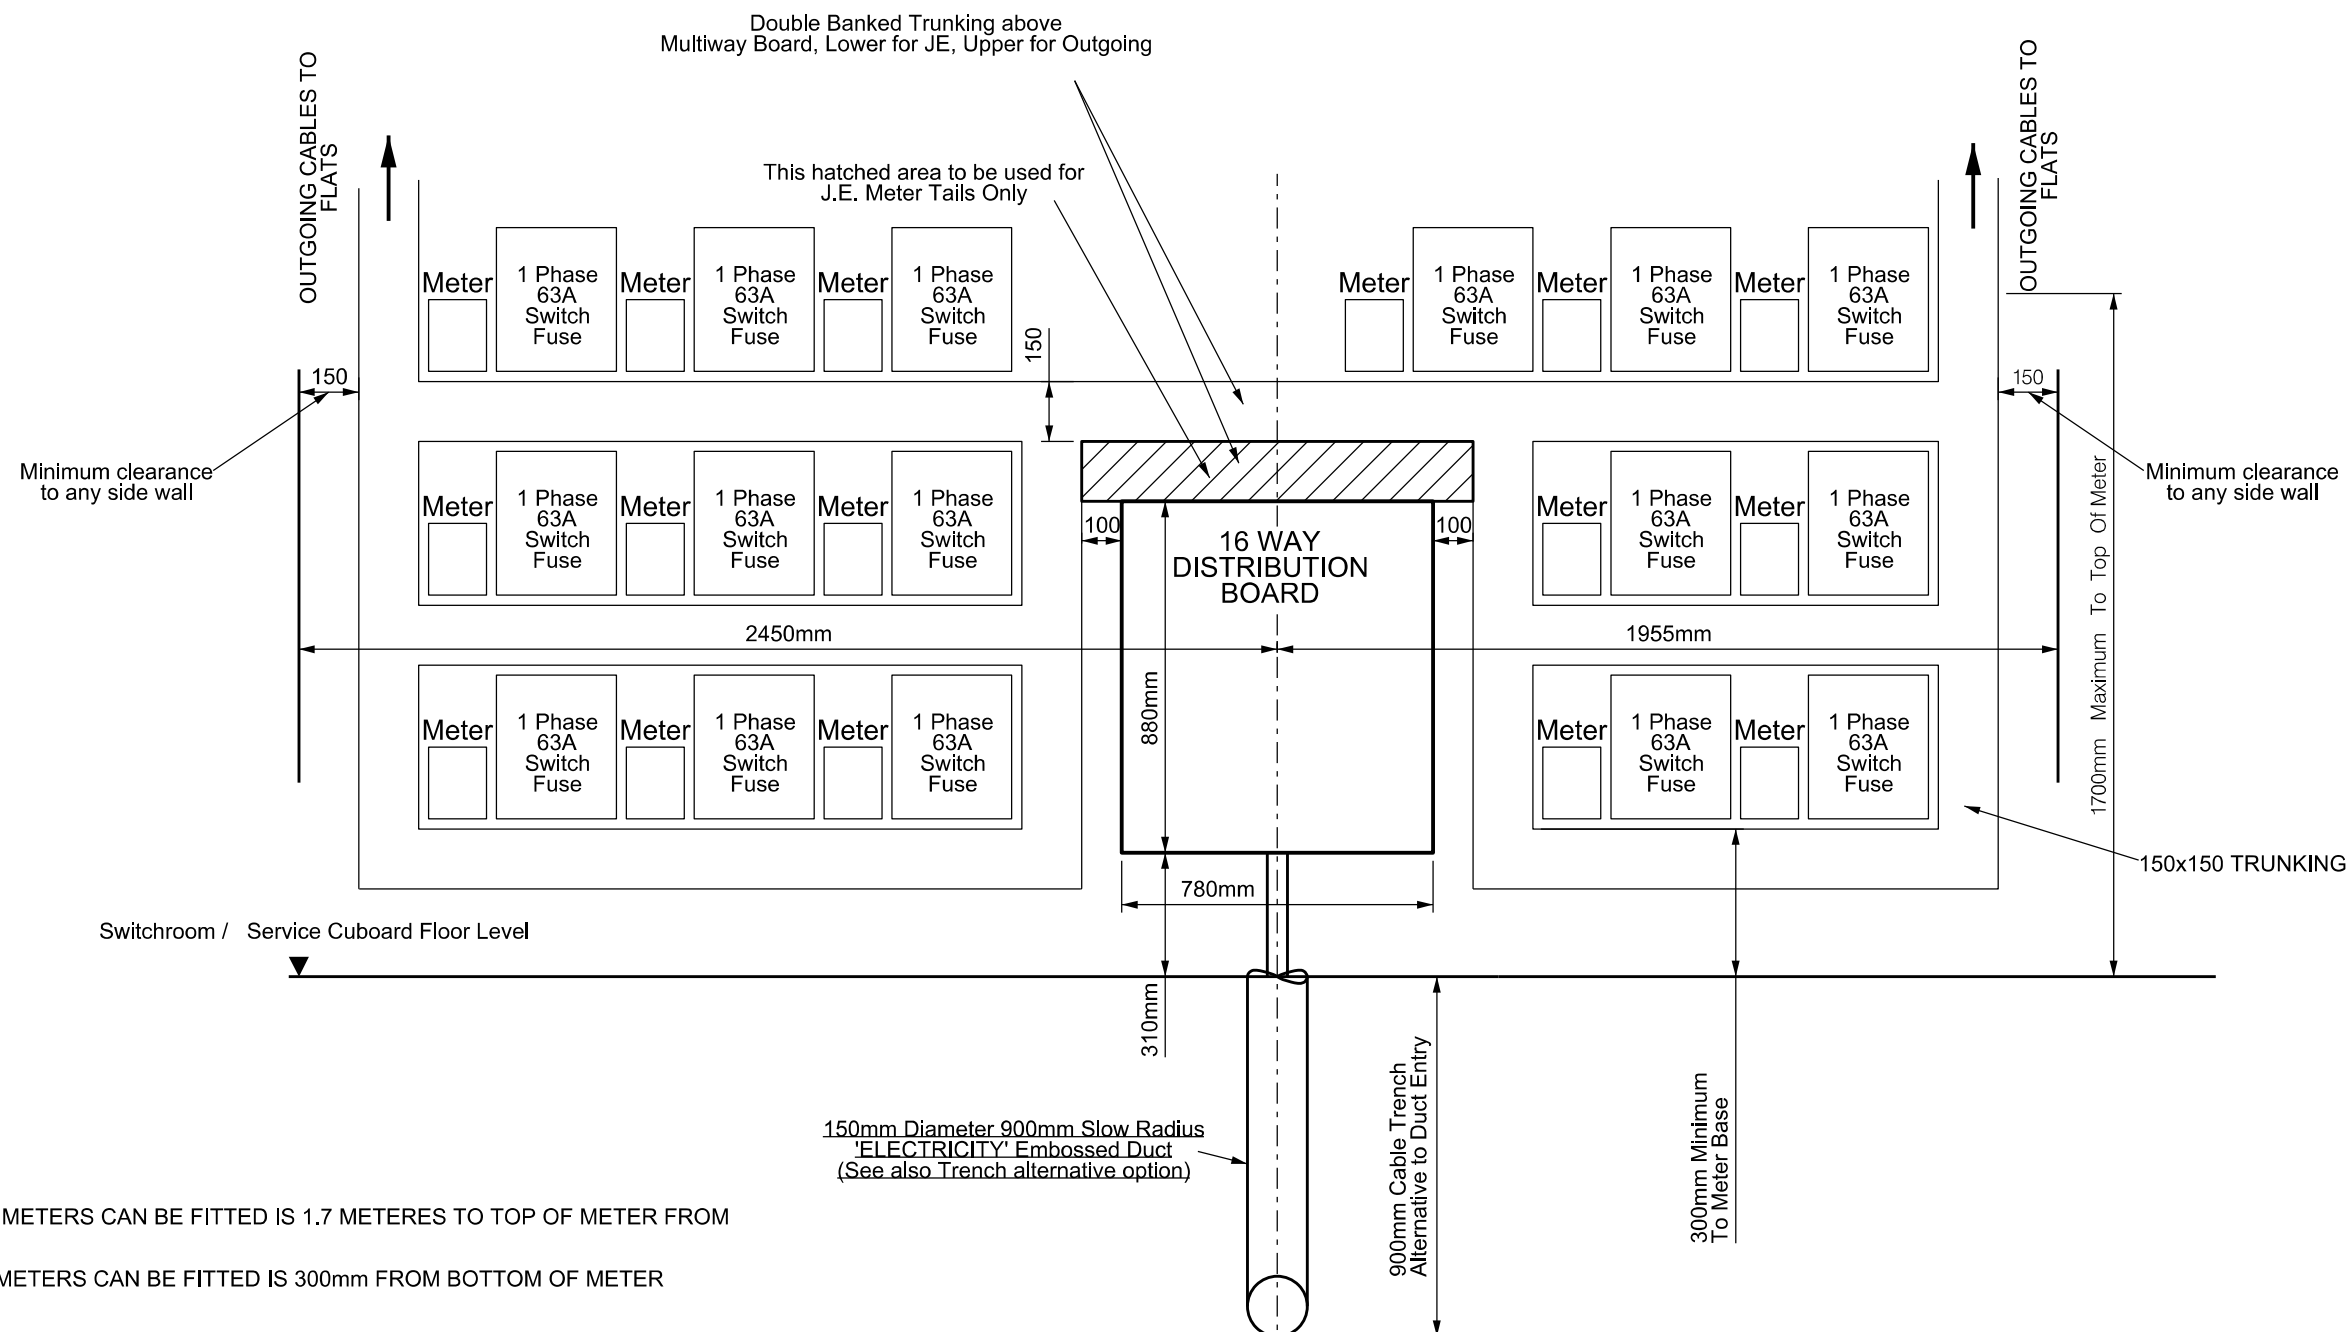 Double Banked Trunking above
Multiway Board, Lower for JE, Upper for Outgoing
OUTGOING CABLES TO
FLATS
OUTGOING CABLES TO
FLATS
This hatched area to be used for
J.E. Meter Tails Only
Meter
1 Phase
63A
Switch
Fuse
Meter
1 Phase
63A
Switch
Fuse
Meter
1 Phase
63A
Switch
Fuse
Meter
1 Phase
63A
Switch
Fuse
Meter
1 Phase
63A
Switch
Fuse
Meter
1 Phase
63A
Switch
Fuse
150
150
150
Minimum clearance
to any side wall
Minimum clearance
to any side wall
Meter
1 Phase
63A
Switch
Fuse
Meter
1 Phase
63A
Switch
Fuse
Meter
1 Phase
63A
Switch
Fuse
100
16 WAY
DISTRIBUTION
BOARD
100
Meter
1 Phase
63A
Switch
Fuse
Meter
1 Phase
63A
Switch
Fuse
1700mm Maximum To Top Of Meter
2450mm
1955mm
880mm
Meter
1 Phase
63A
Switch
Fuse
Meter
1 Phase
63A
Switch
Fuse
Meter
1 Phase
63A
Switch
Fuse
Meter
1 Phase
63A
Switch
Fuse
Meter
1 Phase
63A
Switch
Fuse
150x150 TRUNKING
780mm
Switchroom / Service Cuboard Floor Level
310mm
150mm Diameter 900mm Slow Radius
'ELECTRICITY' Embossed Duct
(See also Trench alternative option)
900mm Cable Trench
Alternative to Duct Entry
300mm Minimum
To Meter Base
METERS CAN BE FITTED IS 1.7 METERES TO TOP OF METER FROM
METERS CAN BE FITTED IS 300mm FROM BOTTOM OF METER